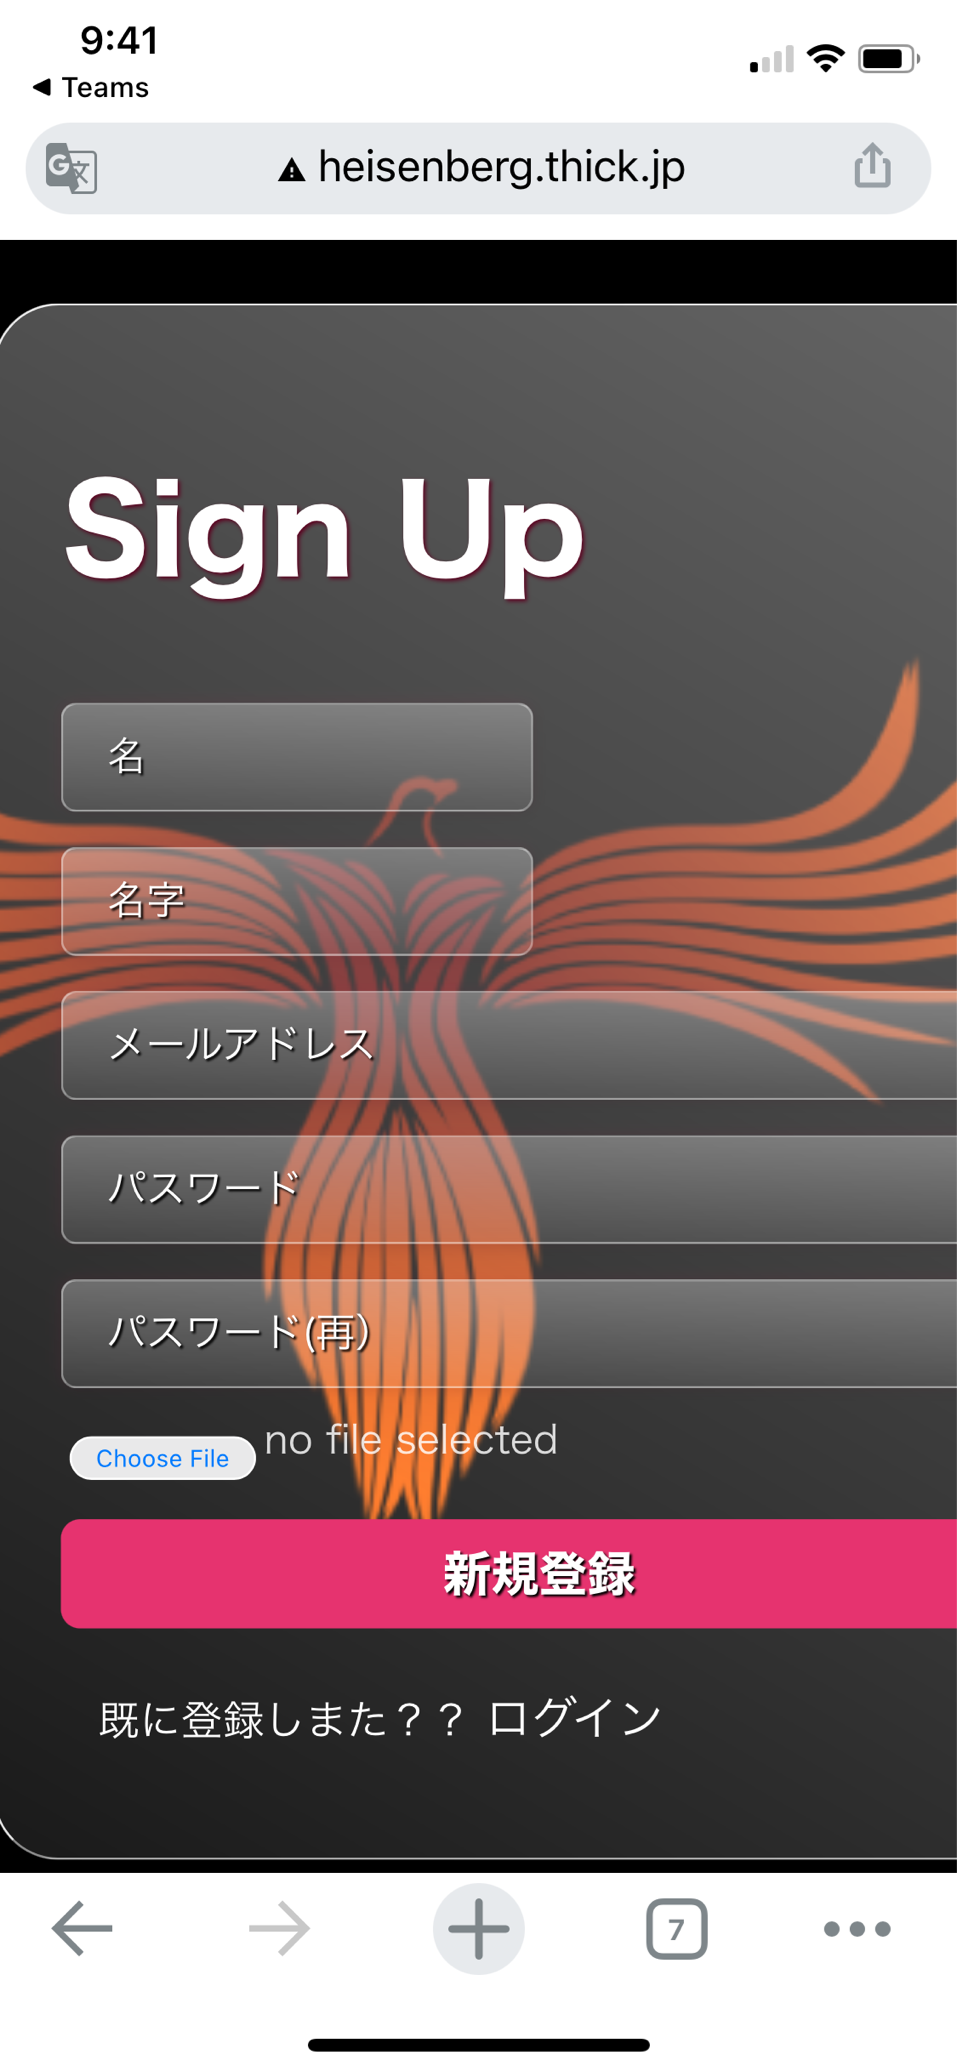 9:41
◀ Teams
heisenberg.thick.jp
Sign Up
名
名字
メールアドレス
パスワード
パスワード(再）
Choose File no file selected
新規登録
既に登録しまた？？ ログイン
7